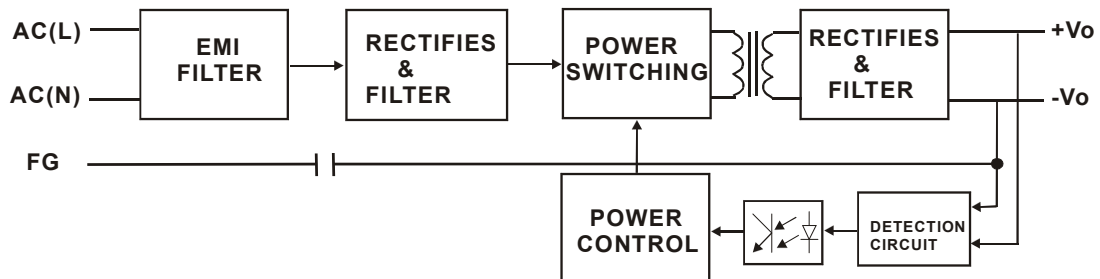 AC(L)
AC(N)
EMI
FILTER
RECTIFIES
&
FILTER
POWER
SWITCHING
RECTIFIES
&
FILTER
+Vo
-Vo
FG
POWER
CONTROL
DETECTION
CIRCUIT